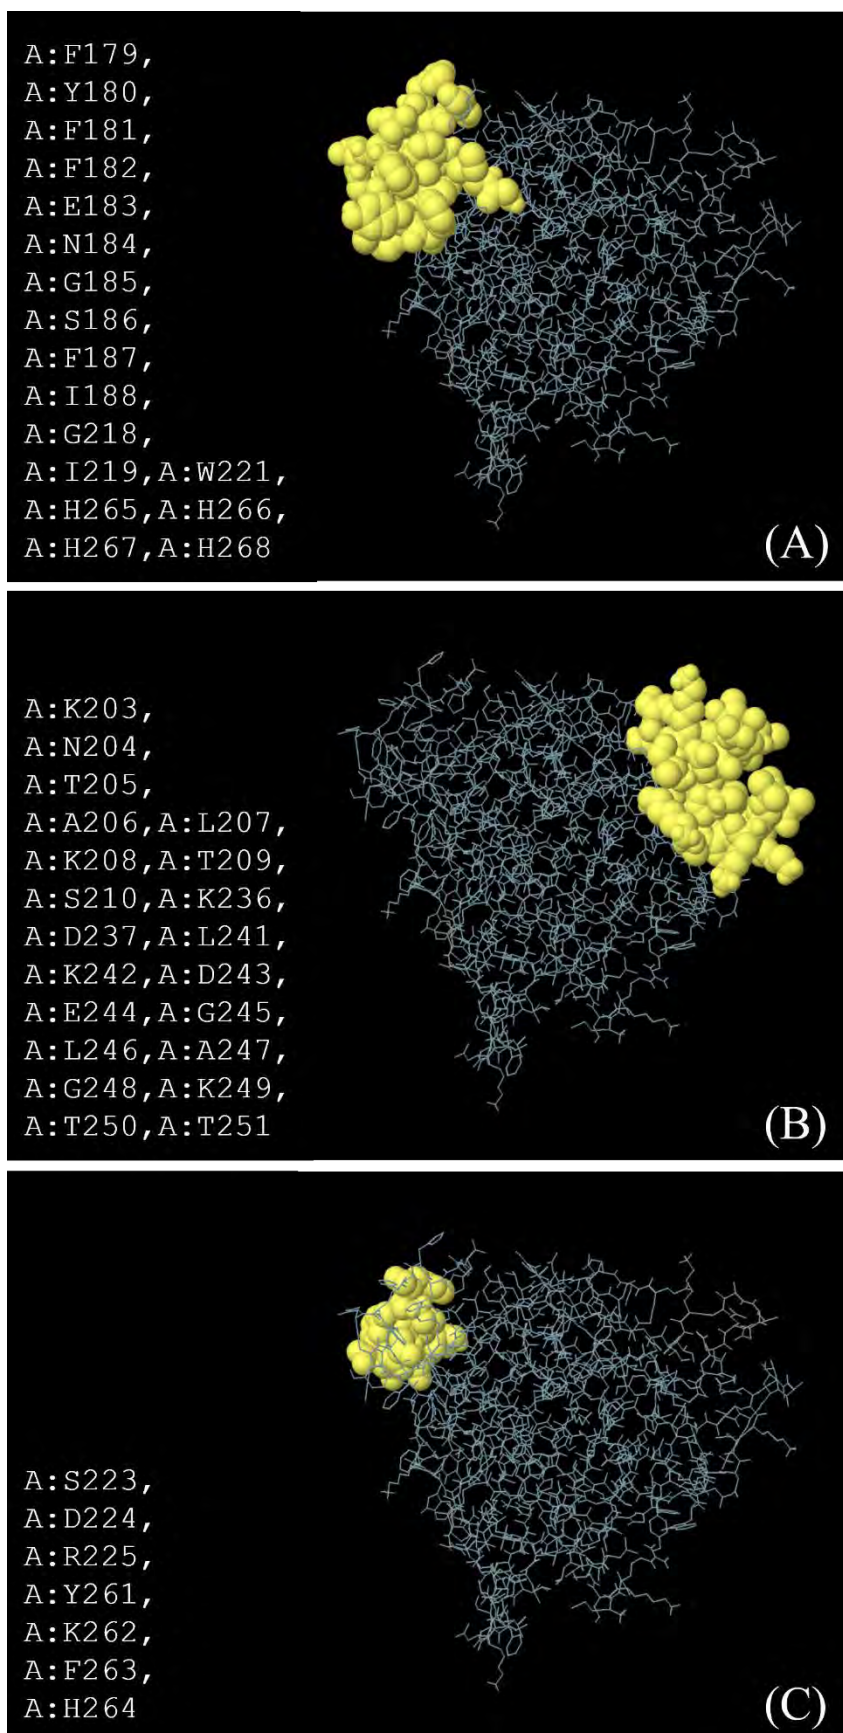 A:F179,
A:Y180,
A:F181,
A:F182,
A:E183,
A:N184,
A:G185,
A:S186,
A:F187,
A:I188,
A:G218,
A:I219,A:W221,
A:H265,A:H266,
A:H267,A:H268
(A)
A:K203,
A:N204,
A:T205,
A:A206,A:L207,
A:K208,A:T209,
A:S210,A:K236,
A:D237,A:L241,
A:K242,A:D243,
A:E244,A:G245,
A:L246,A:A247,
A:G248,A:K249,
A:T250,A:T251
(B)
A:S223,
A:D224,
A:R225,
A:Y261,
A:K262,
A:F263,
A:H264
(C)